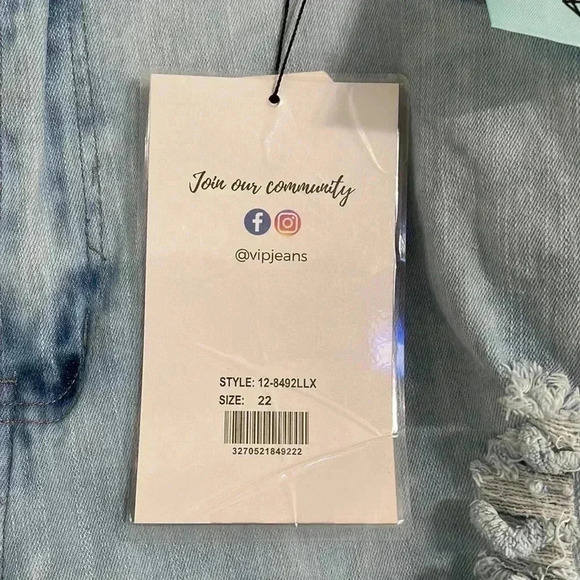 Join our community
@vipjeans
STYLE: 12-8492LLX
SIZE: 22
3270521849222